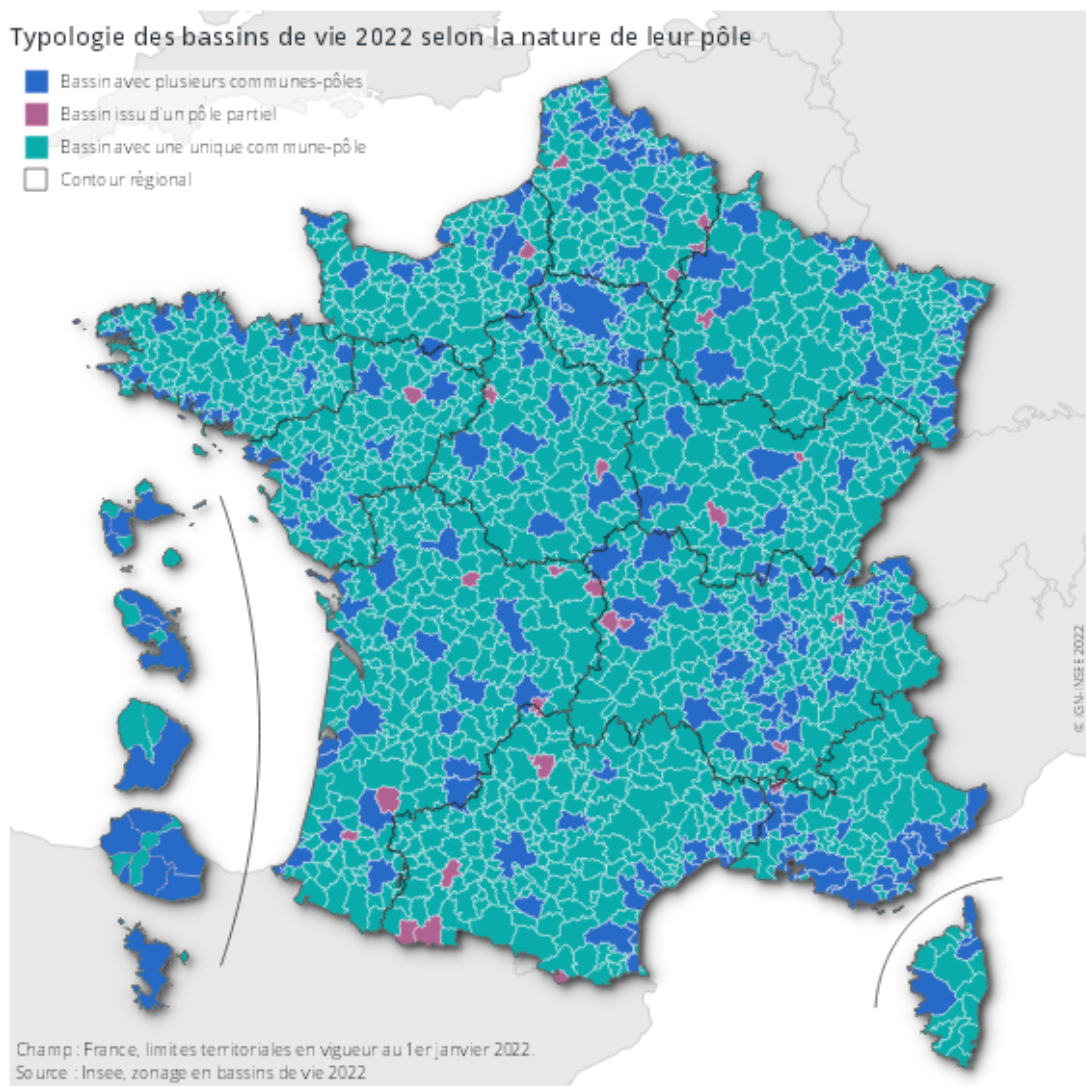 Typologie des bassins de vie 2022 selon la nature de leur pôle
Bassin avec plusieurs communes-pôles
Bassin issu d'un pôle partiel
Bassin avec une unique commune-pôle
Contour régional
© IGN-INSEE 2022
Champ : France, limites territoriales en vigueur au 1er janvier 2022.
Source : Insee, zonage en bassins de vie 2022